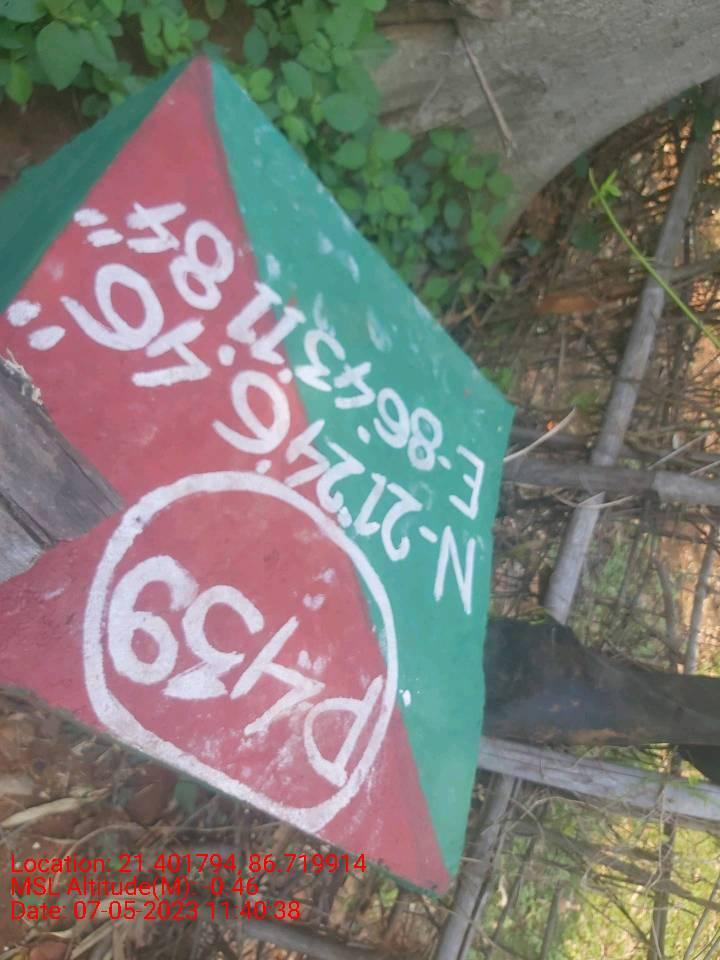 P439
N-21°24'6'46"
E-86°43'11'84"
Location: 21.401794, 86.719914
MSL Altitude(M): -0.46
Date: 07-05-2023 11:40:38